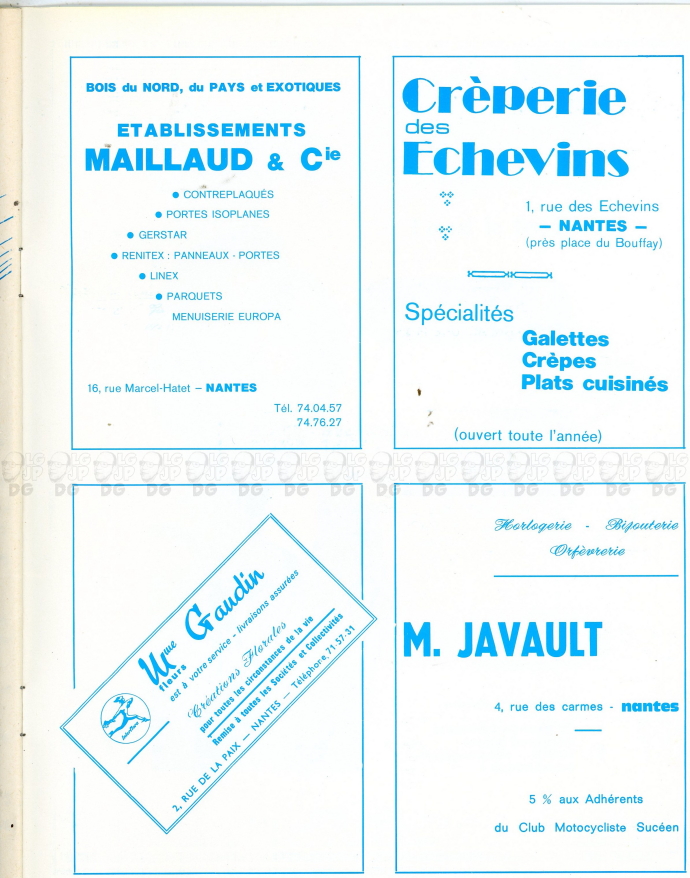 BOIS du NORD, du PAYS et EXOTIQUES
ETABLISSEMENTS
MAILLAUD & Cie
● CONTREPLAQUÉS
● PORTES ISOPLANES
● GERSTAR
● RENITEX : PANNEAUX - PORTES
● LINEX
● PARQUETS
MENUISERIE EUROPA
16, rue Marcel-Hatet – NANTES
Tél. 74.04.57
74.76.27
Crèperie
des
Echevins
1, rue des Echevins
— NANTES —
(prés place du Bouffay)
Spécialités
Galettes
Crèpes
Plats cuisinés
(ouvert toute l'année)
Mme Gaudin
fleurs
est à votre service - livraisons assurées
Créations Florales
pour toutes les circonstances de la vie
Remise à toutes les Sociétés et Collectivités
2, RUE DE LA PAIX — NANTES — Téléphone, 71.57.31
Interflora
Horlogerie - Bijouterie
Orfèvrerie
M. JAVAULT
4, rue des carmes - nantes
5 % aux Adhérents
du Club Motocycliste Sucéen